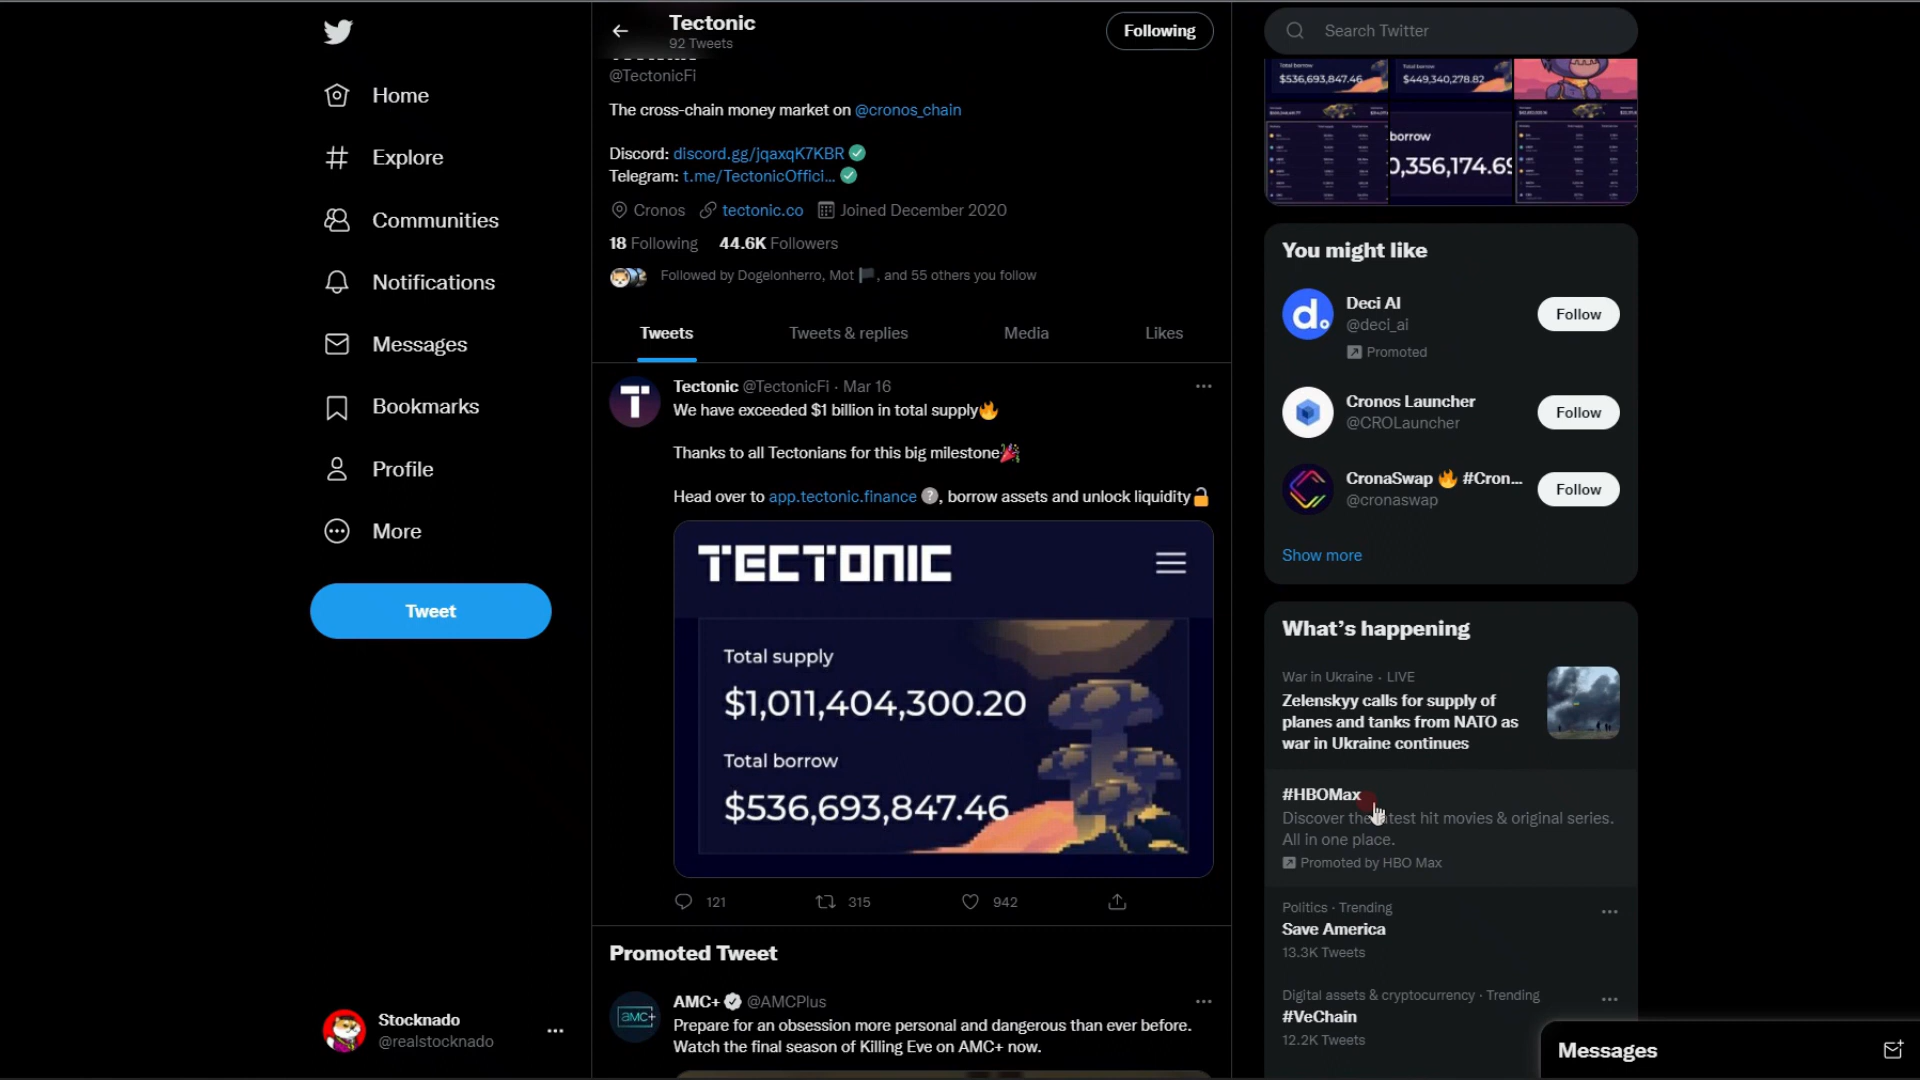 Home
Explore
Communities
Notifications
Messages
Bookmarks
Profile
More
Tweet
Stocknado
@realstocknado
Tectonic
92 Tweets
Following
@TectonicFi
The cross-chain money market on @cronos_chain
Discord: discord.gg/jqaxqK7KBR
Telegram: t.me/TectonicOffici...
Cronos tectonic.co Joined December 2020
18 Following 44.6K Followers
Followed by Dogelonherro, Mot, and 55 others you follow
Tweets Tweets & replies Media Likes
Tectonic @TectonicFi · Mar 16
We have exceeded $1 billion in total supply
Thanks to all Tectonians for this big milestone
Head over to app.tectonic.finance, borrow assets and unlock liquidity
TECTONIC
Total supply
$1,011,404,300.20
Total borrow
$536,693,847.46
121 315 942
Promoted Tweet
AMC+ @AMCPlus
amc+
Prepare for an obsession more personal and dangerous than ever before.
Watch the final season of Killing Eve on AMC+ now.
Search Twitter
Total borrow
$536,693,847.46
Total borrow
$449,340,278.82
borrow
0,356,174.69
You might like
Deci AI
@deci_ai
Promoted
Follow
Cronos Launcher
@CROLauncher
Follow
CronaSwap #Cron...
@cronaswap
Follow
Show more
What's happening
War in Ukraine · LIVE
Zelenskyy calls for supply of
planes and tanks from NATO as
war in Ukraine continues
#HBOMax
Discover the latest hit movies & original series.
All in one place.
Promoted by HBO Max
Politics · Trending
Save America
13.3K Tweets
Digital assets & cryptocurrency · Trending
#VeChain
12.2K Tweets
Messages